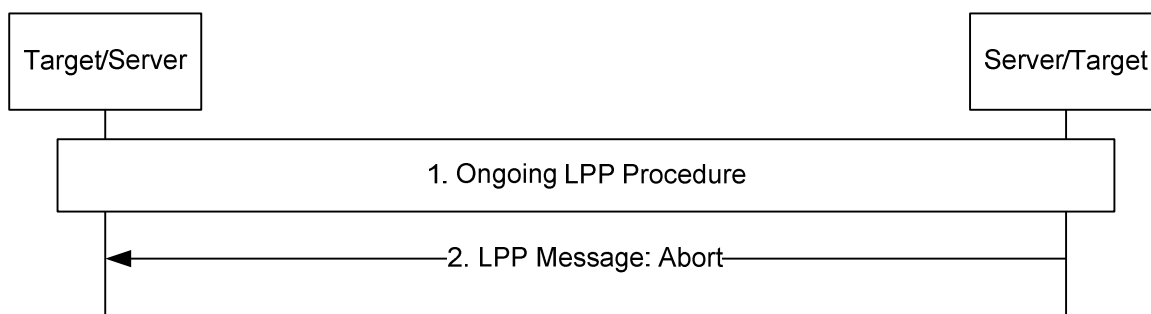 Target/Server
Server/Target
1. Ongoing LPP Procedure
2. LPP Message: Abort